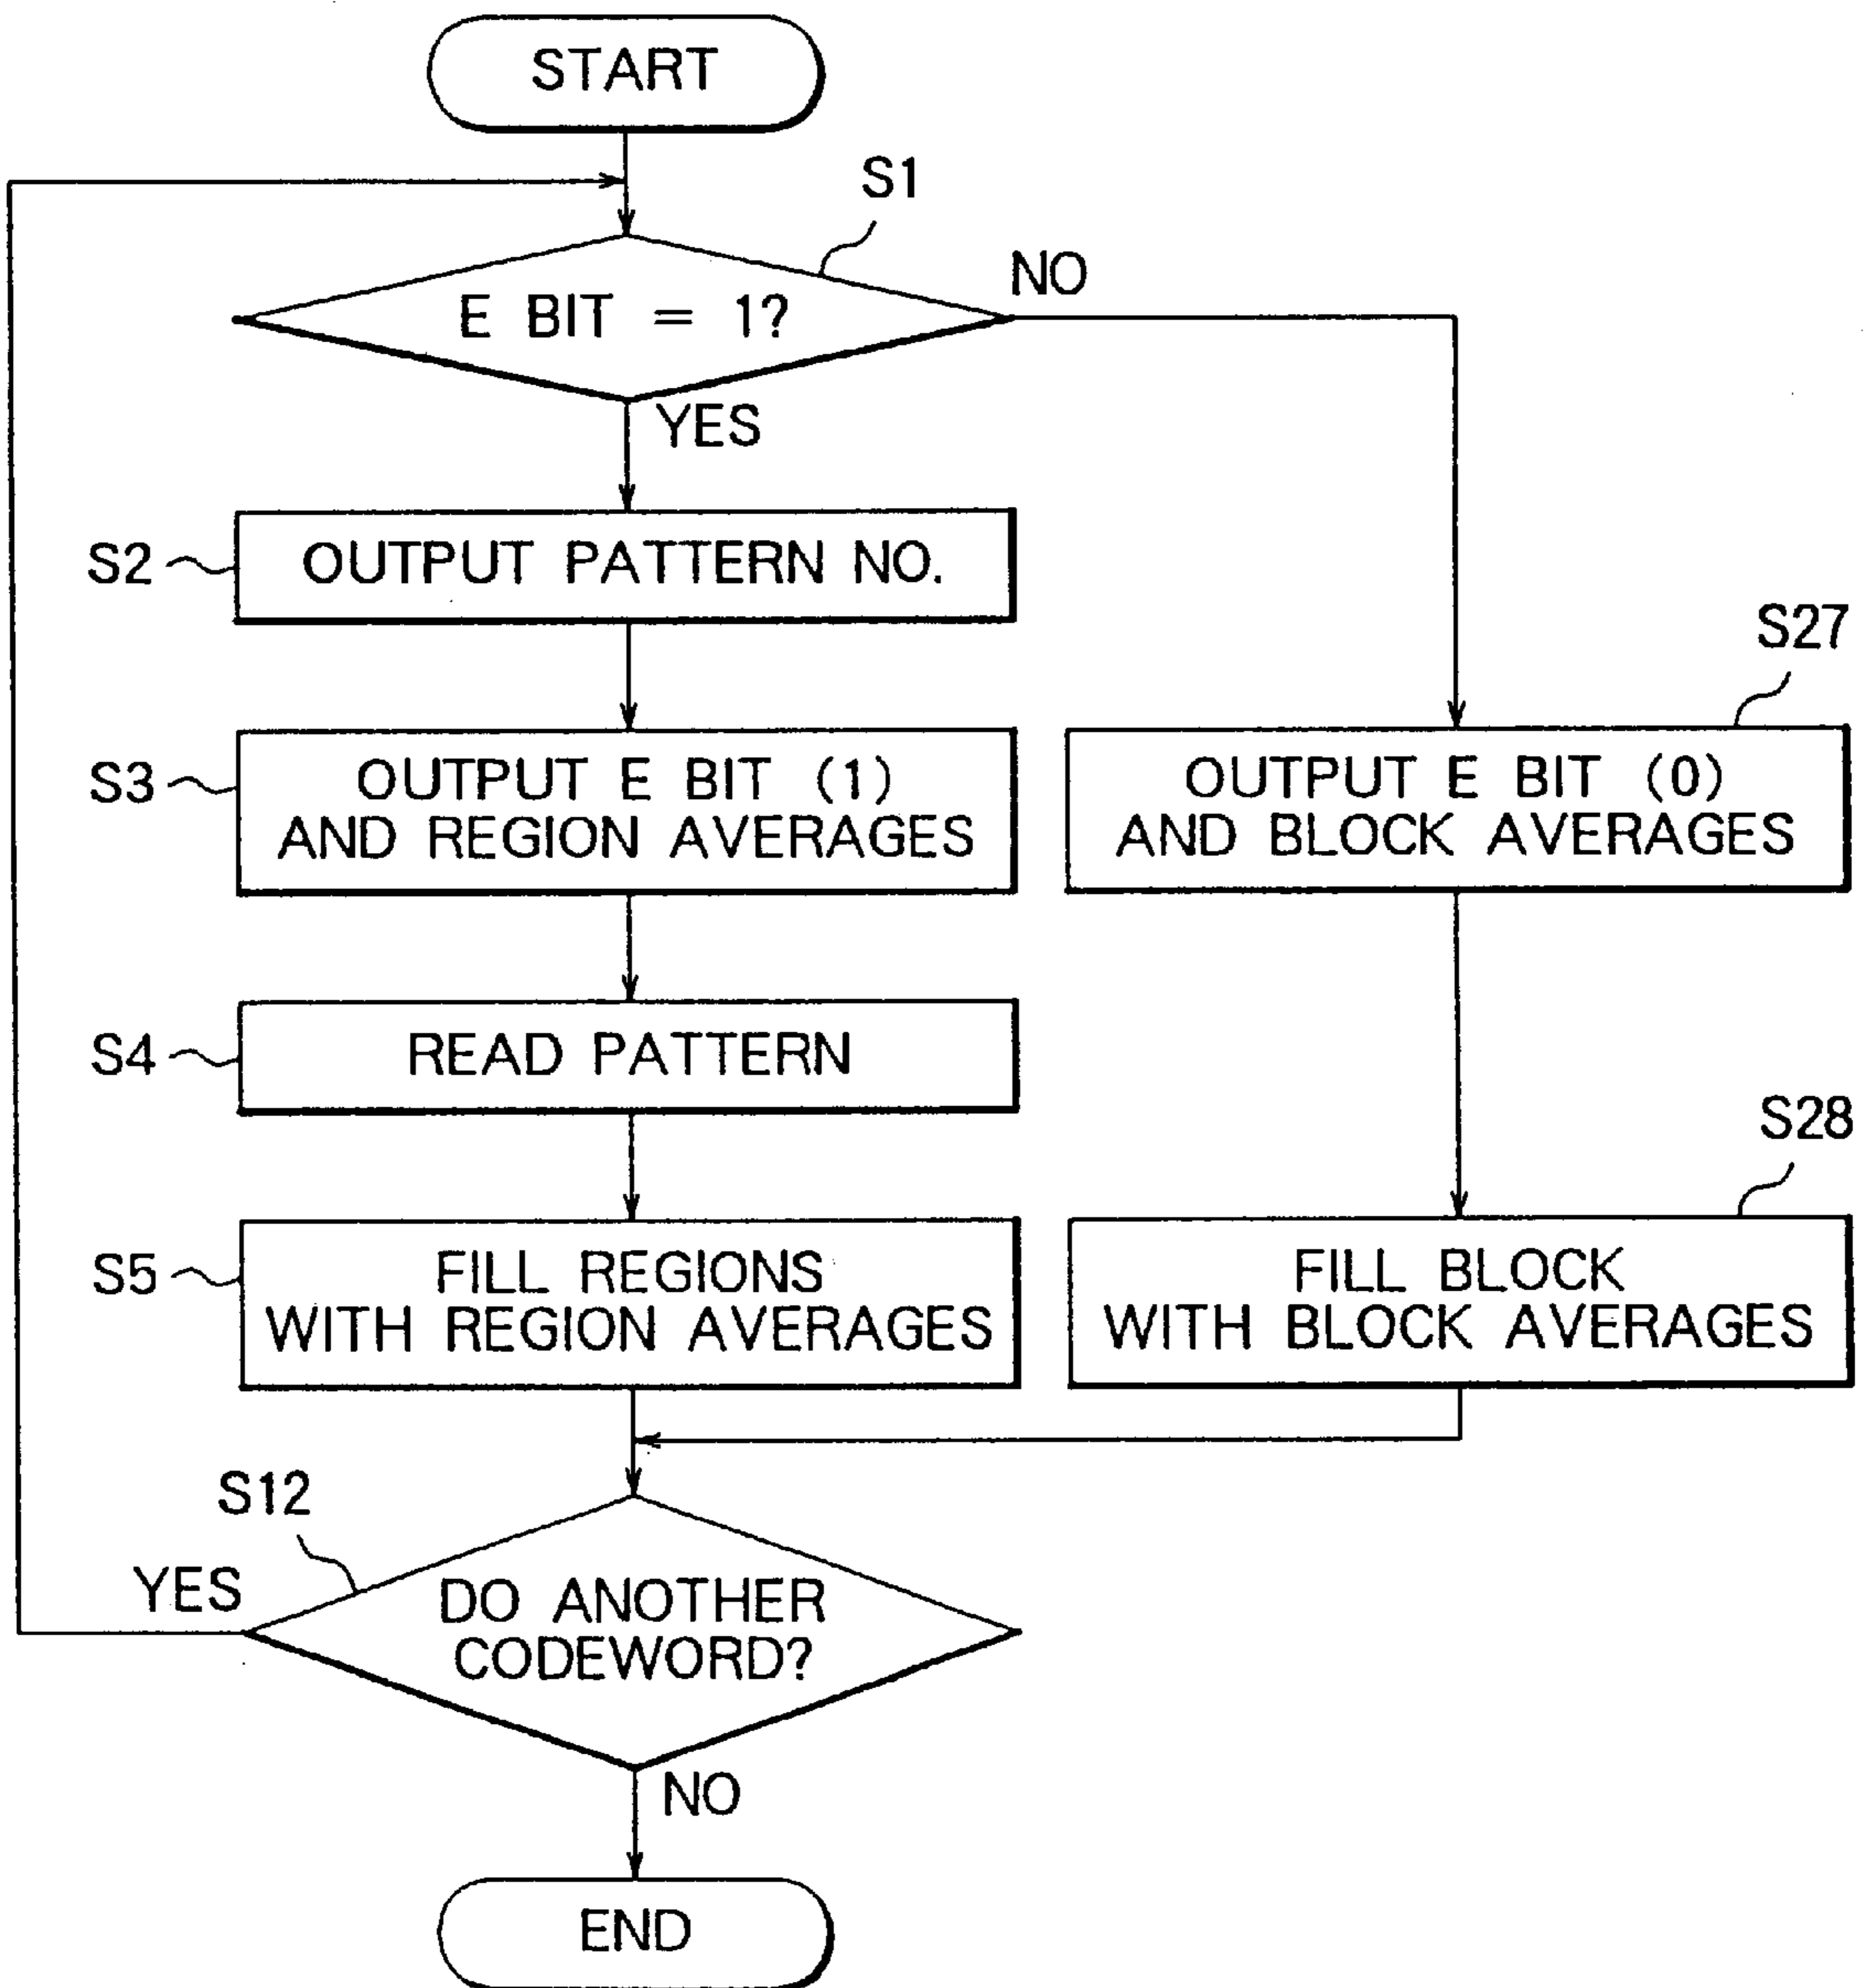 START
S1
E BIT = 1?
NO
YES
S2
OUTPUT PATTERN NO.
S27
S3
OUTPUT E BIT (1)
AND REGION AVERAGES
OUTPUT E BIT (0)
AND BLOCK AVERAGES
S4
READ PATTERN
S28
S5
FILL REGIONS
WITH REGION AVERAGES
FILL BLOCK
WITH BLOCK AVERAGES
S12
YES
DO ANOTHER
CODEWORD?
NO
END